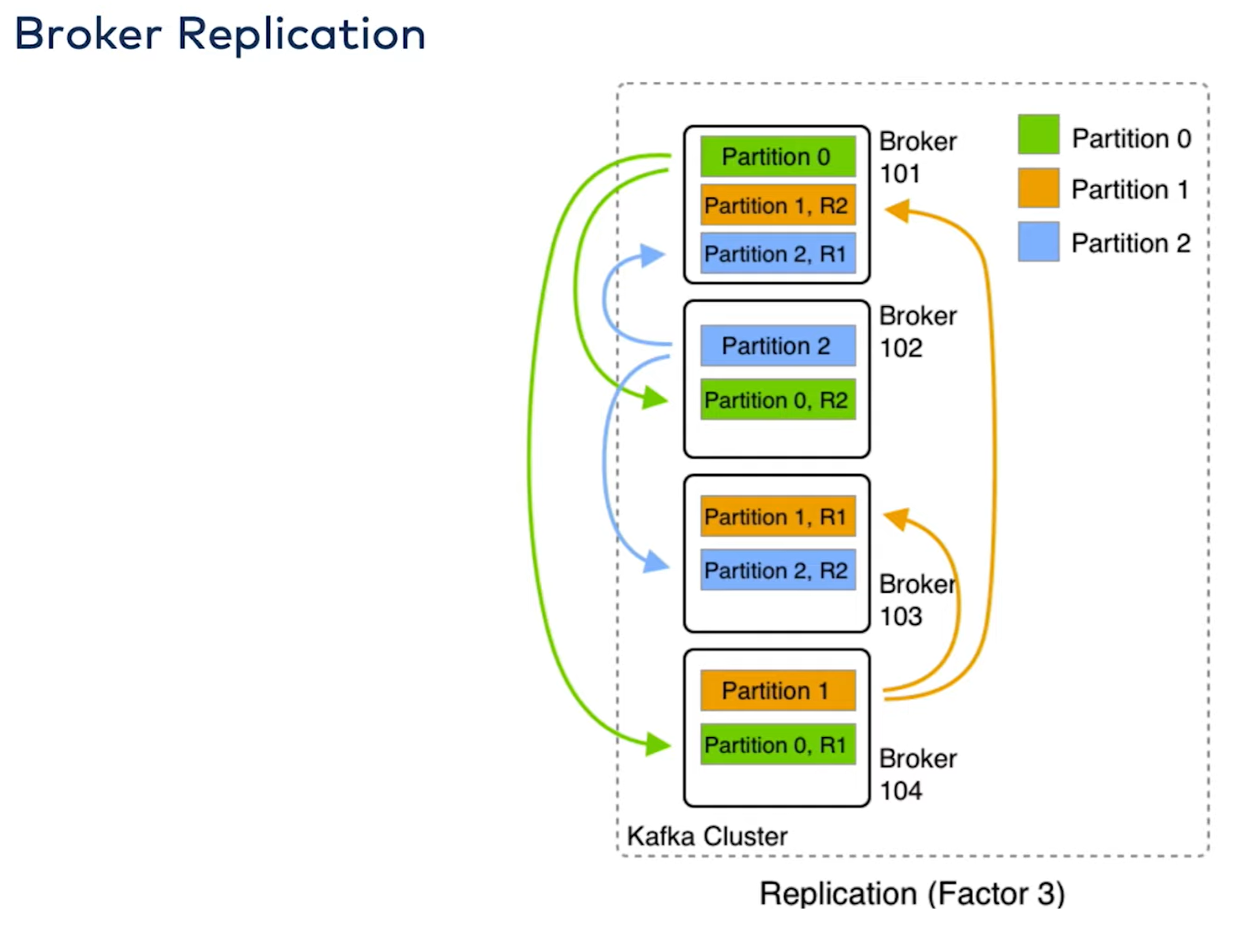 Broker Replication
Partition 0
Partition 1, R2
Partition 2, R1
Broker
101
Partition 0
Partition 1
Partition 2
Partition 2
Partition 0, R2
Broker
102
Partition 1, R1
Partition 2, R2
Broker
103
Partition 1
Partition 0, R1
Broker
104
Kafka Cluster
Replication (Factor 3)